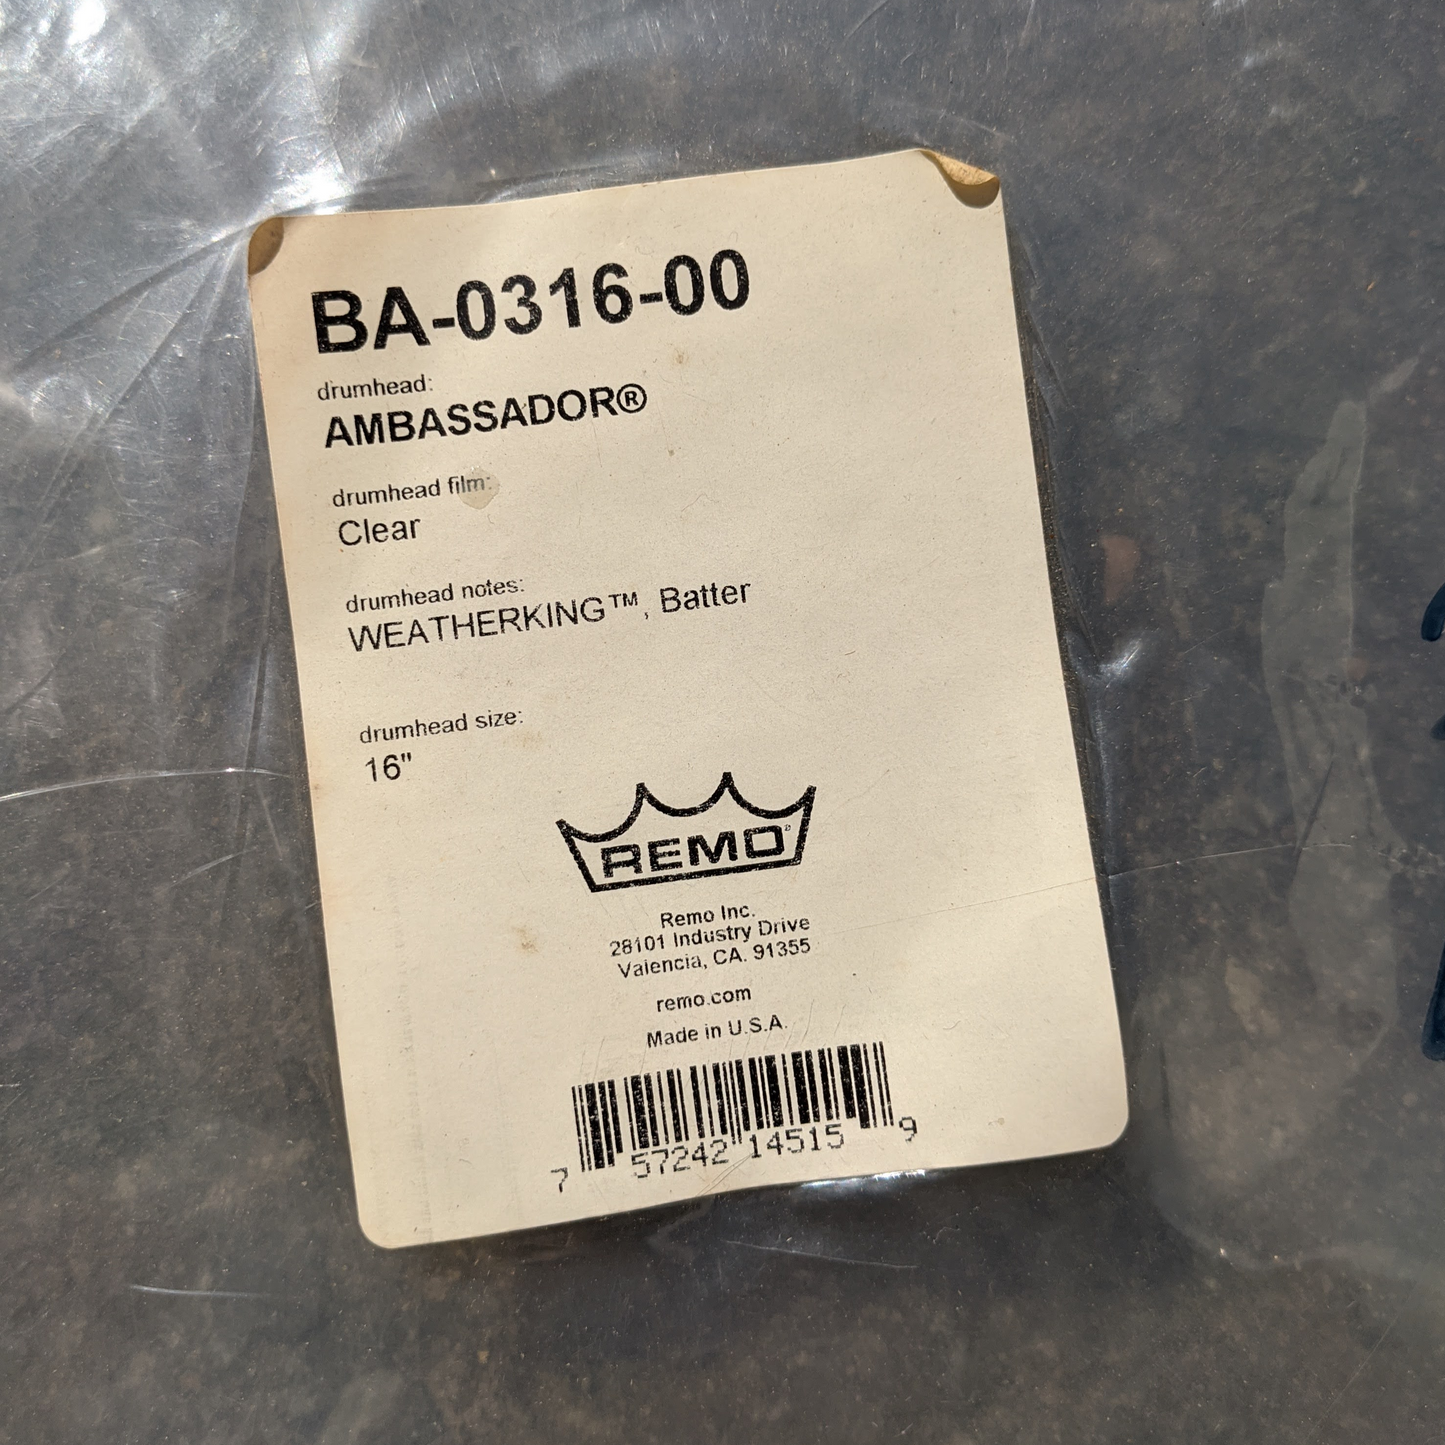 BA-0316-00
drumhead:
AMBASSADOR®
drumhead film:
Clear
drumhead notes:
WEATHERKING™, Batter
drumhead size:
16"
REMO®
Remo Inc.
28101 Industry Drive
Valencia, CA. 91355
remo.com
Made in U.S.A.
7 57242 14515 9